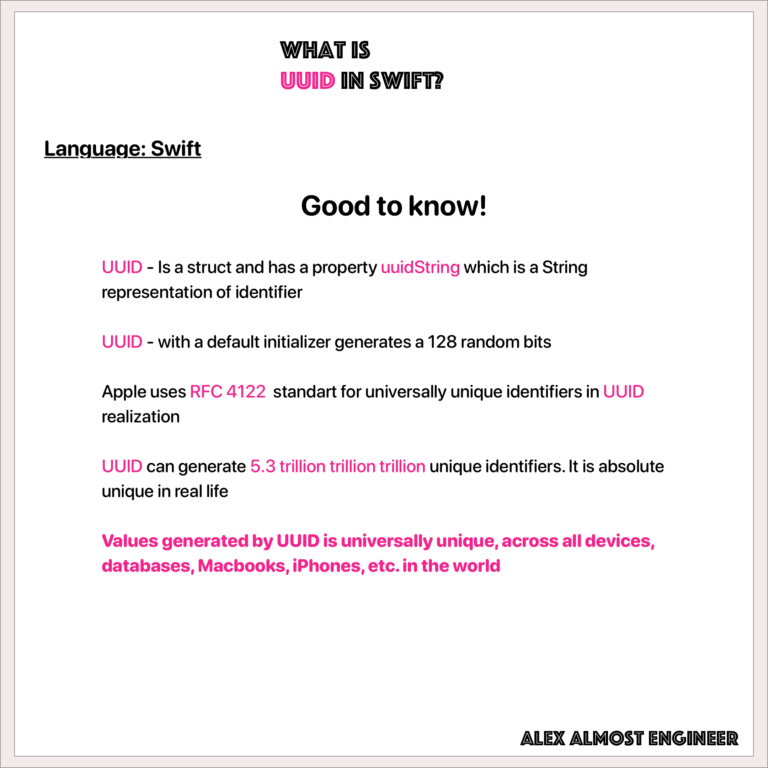 WHAT IS
UUID IN SWIFT?
Language: Swift
Good to know!
UUID - Is a struct and has a property uuidString which is a String
representation of identifier
UUID - with a default initializer generates a 128 random bits
Apple uses RFC 4122 standart for universally unique identifiers in UUID
realization
UUID can generate 5.3 trillion trillion trillion unique identifiers. It is absolute
unique in real life
Values generated by UUID is universally unique, across all devices,
databases, Macbooks, iPhones, etc. in the world
ALEX ALMOST ENGINEER